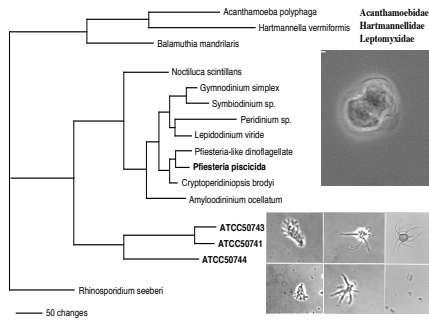 Acanthamoeba polyphaga
Acanthamoebidae
Hartmannella vermiformis
Hartmannellidae
Balamuthia mandrilaris
Leptomyxidae
Noctiluca scintillans
Gymnodinium simplex
Symbiodinium sp.
Peridinium sp.
Lepidodinium viride
Pfiesteria-like dinoflagellate
Pfiesteria piscicida
Cryptoperidiniopsis brodyi
Amyloodininium ocellatum
ATCC50743
ATCC50741
ATCC50744
Rhinosporidium seeberi
50 changes